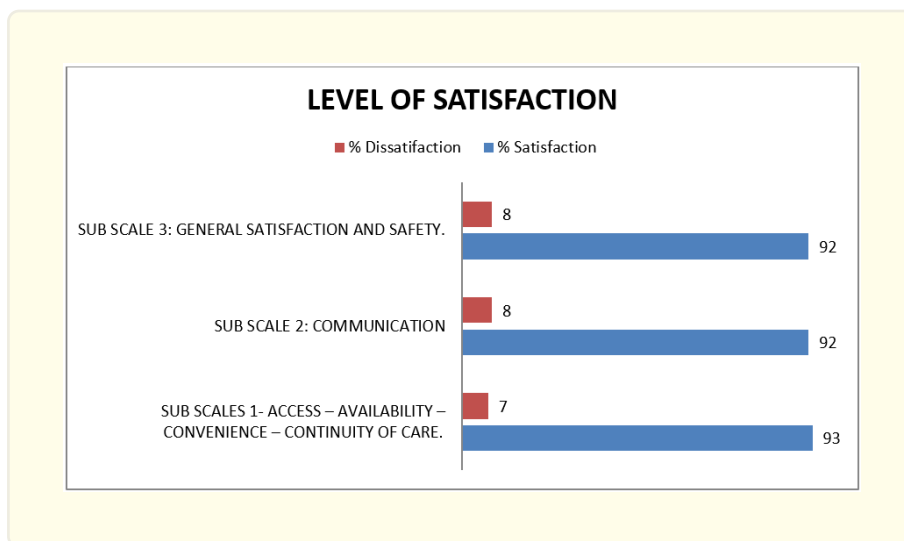 LEVEL OF SATISFACTION
% Dissatifaction % Satisfaction
8
SUB SCALE 3: GENERAL SATISFACTION AND SAFETY.
92
8
SUB SCALE 2: COMMUNICATION
92
7
SUB SCALES 1- ACCESS – AVAILABILITY –
CONVENIENCE – CONTINUITY OF CARE.
93